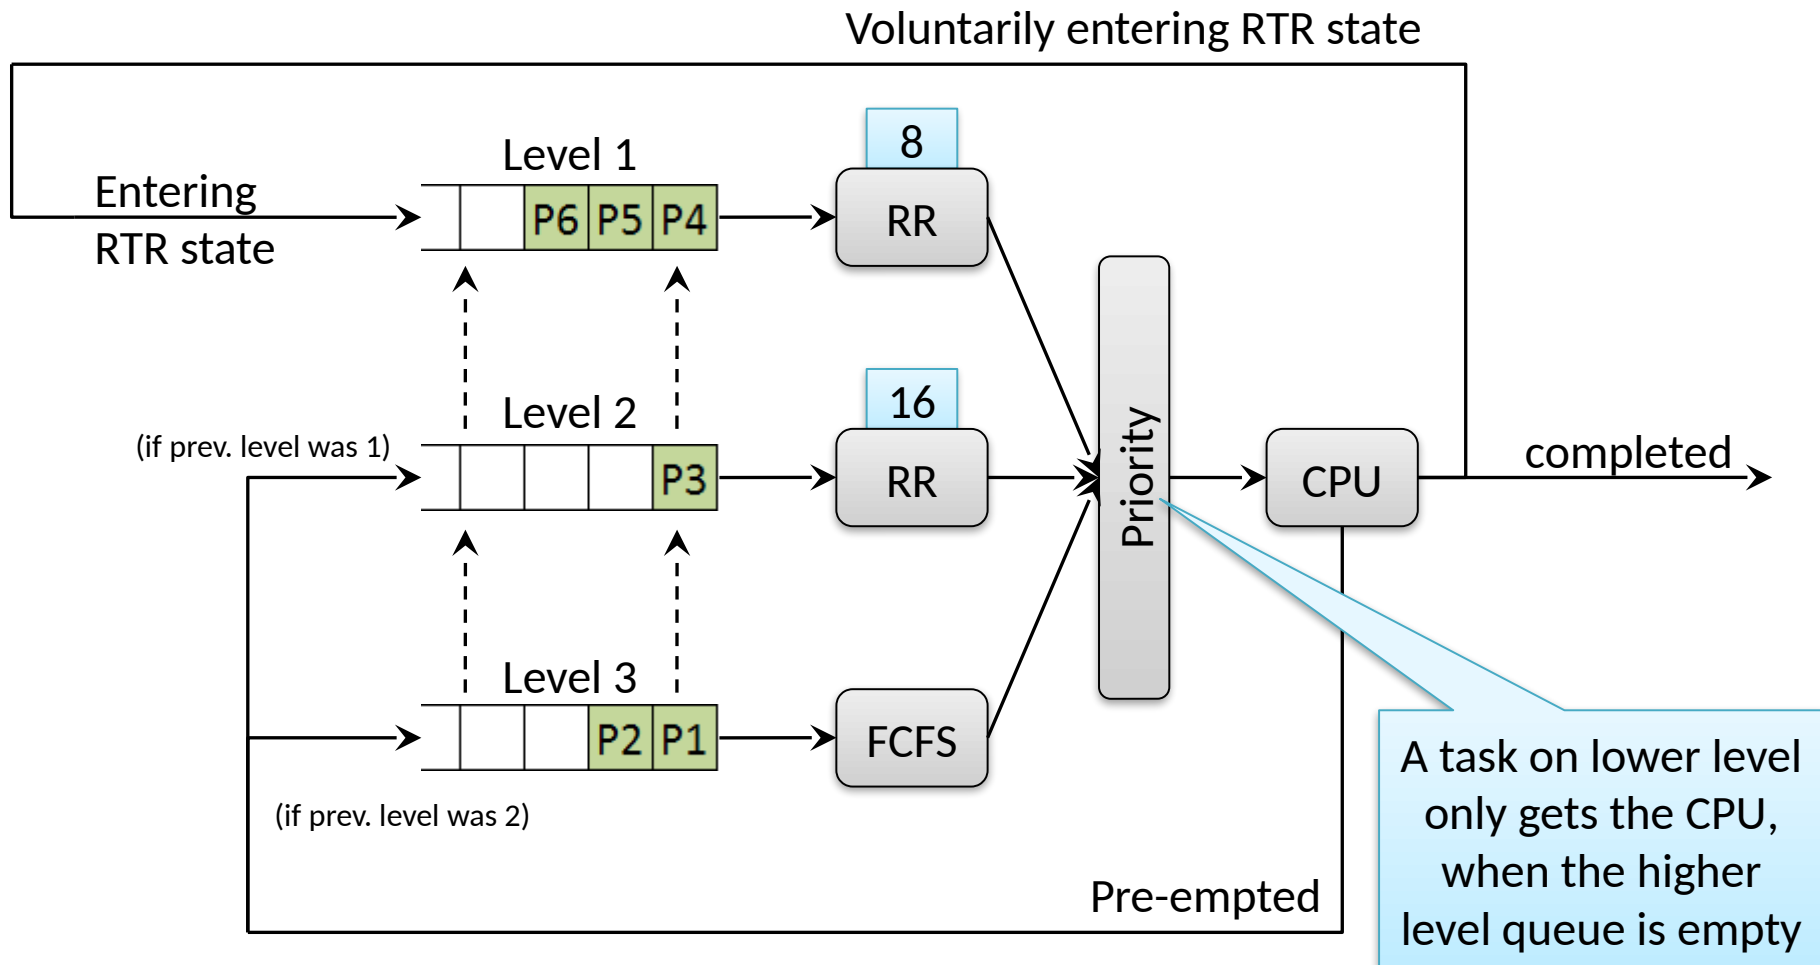 Voluntarily entering RTR state
Level 1
8
Entering
RTR state
P6 P5 P4
RR
Level 2
16
(if prev. level was 1)
P3
RR
Priority
CPU
completed
Level 3
P2 P1
FCFS
(if prev. level was 2)
Pre-empted
A task on lower level
only gets the CPU,
when the higher
level queue is empty